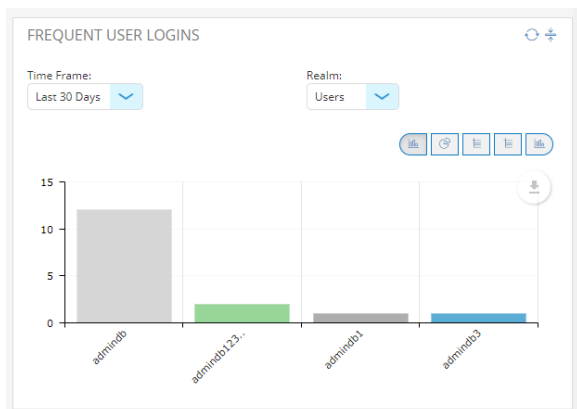 FREQUENT USER LOGINS
Time Frame: Realm:
Last 30 Days Users
15
10
5
0
admindb admindb123.. admindb1 admindb3